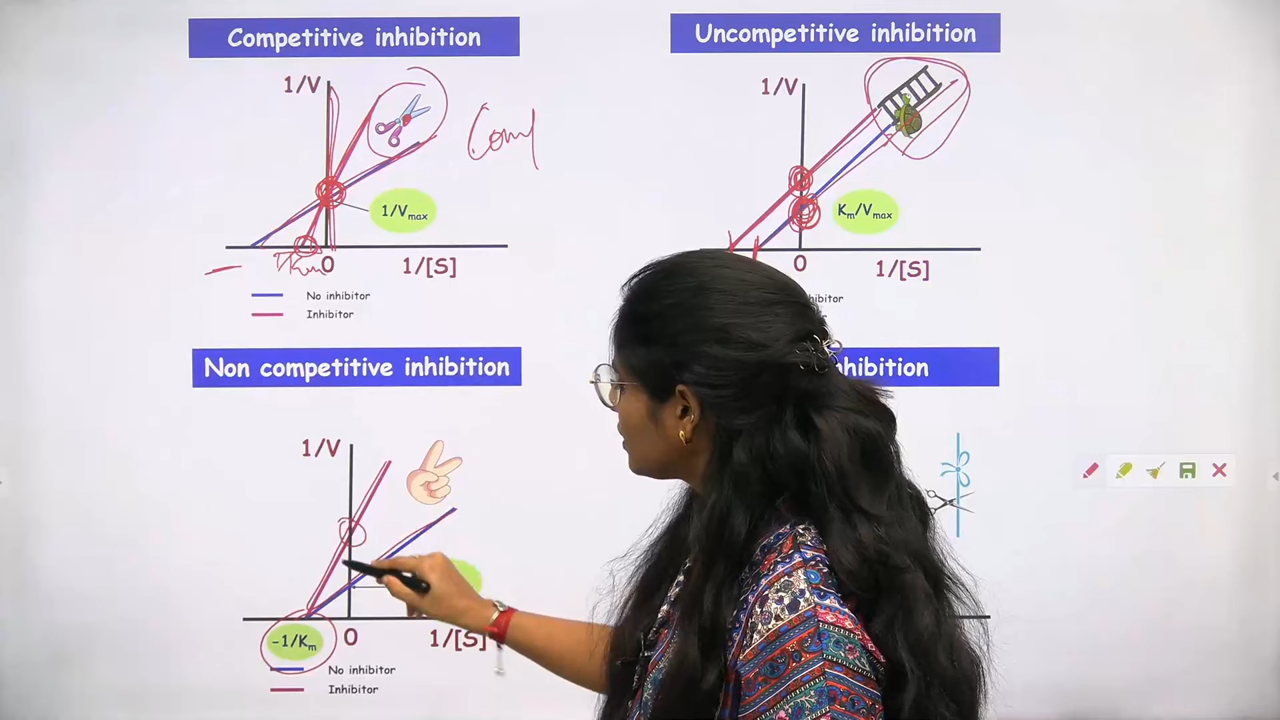 Competitive inhibition
1/V
1/Vmax
0
1/[S]
No inhibitor
Inhibitor
Uncompetitive inhibition
1/V
Km/Vmax
0
1/[S]
Non competitive inhibition
1/V
-1/Km
0
1/[S]
No inhibitor
Inhibitor